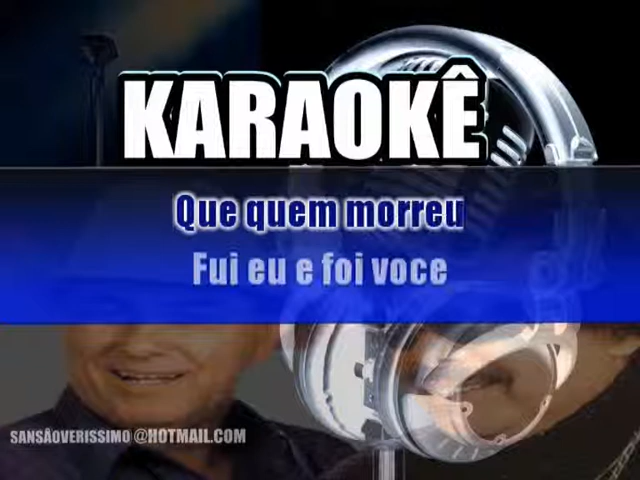 KARAOKÊ
Que quem morreu
Fui eu e foi voce
SANSÃOVERISSIMO @HOTMAIL.COM